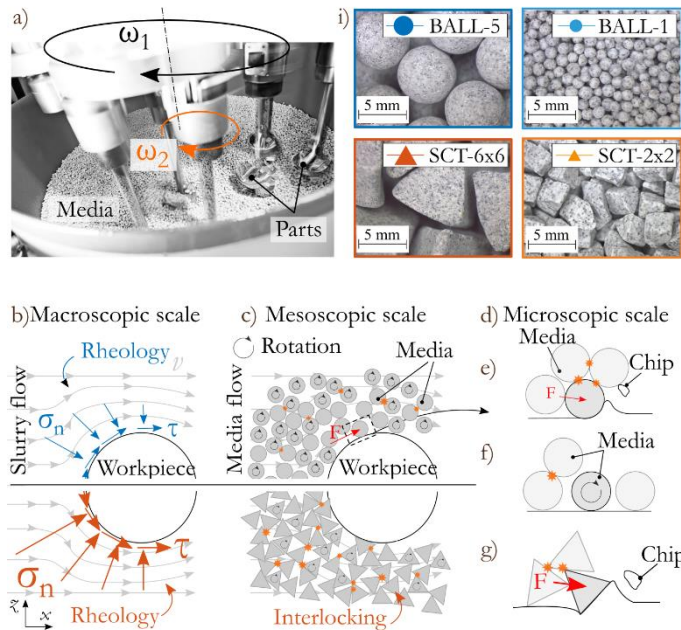 a)
ω1
ω2
Media
Parts
i)
BALL-5
5 mm
BALL-1
5 mm
SCT-6x6
5 mm
SCT-2x2
5 mm
b) Macroscopic scale
Rheology v
Slurry flow
σn
τ
Workpiece
σn
τ
Rheology
z
x
c) Mesoscopic scale
Rotation
Media
Media flow
F
Workpiece
Interlocking
d) Microscopic scale
Media
e)
Chip
F
f)
Media
g)
Chip
F